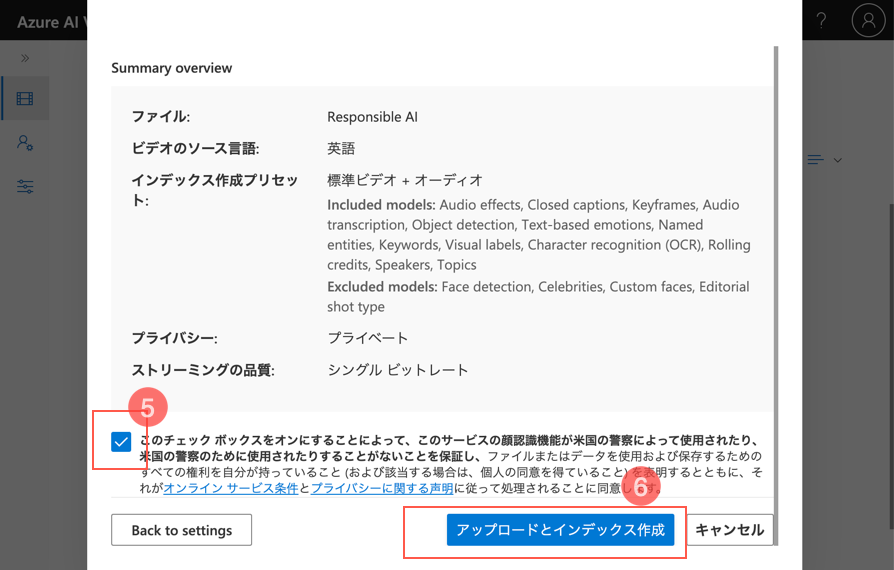 Azure AI V
?
Summary overview
ファイル: Responsible AI
ビデオのソース言語: 英語
インデックス作成プリセッ
ト:
標準ビデオ + オーディオ
Included models: Audio effects, Closed captions, Keyframes, Audio
transcription, Object detection, Text-based emotions, Named
entities, Keywords, Visual labels, Character recognition (OCR), Rolling
credits, Speakers, Topics
Excluded models: Face detection, Celebrities, Custom faces, Editorial
shot type
プライバシー: プライベート
ストリーミングの品質: シングル ビットレート
5
このチェック ボックスをオンにすることによって、このサービスの顔認識機能が米国の警察によって使用されたり、
米国の警察のために使用されたりすることがないことを保証し、ファイルまたはデータを使用および保存するための
すべての権利を自分が持っていること (および該当する場合は、個人の同意を得ていること) を表明するとともに、そ
れがオンライン サービス条件とプライバシーに関する声明に従って処理されることに同意します。
6
Back to settings
アップロードとインデックス作成
キャンセル